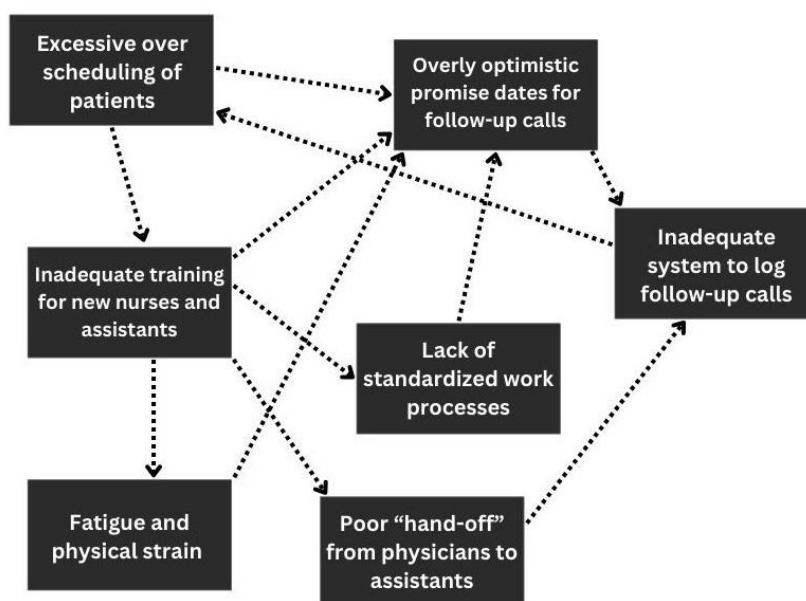 Excessive over
scheduling of
patients
Overly optimistic
promise dates for
follow-up calls
Inadequate
system to log
follow-up calls
Inadequate training
for new nurses and
assistants
Lack of
standardized work
processes
Fatigue and
physical strain
Poor “hand-off”
from physicians to
assistants